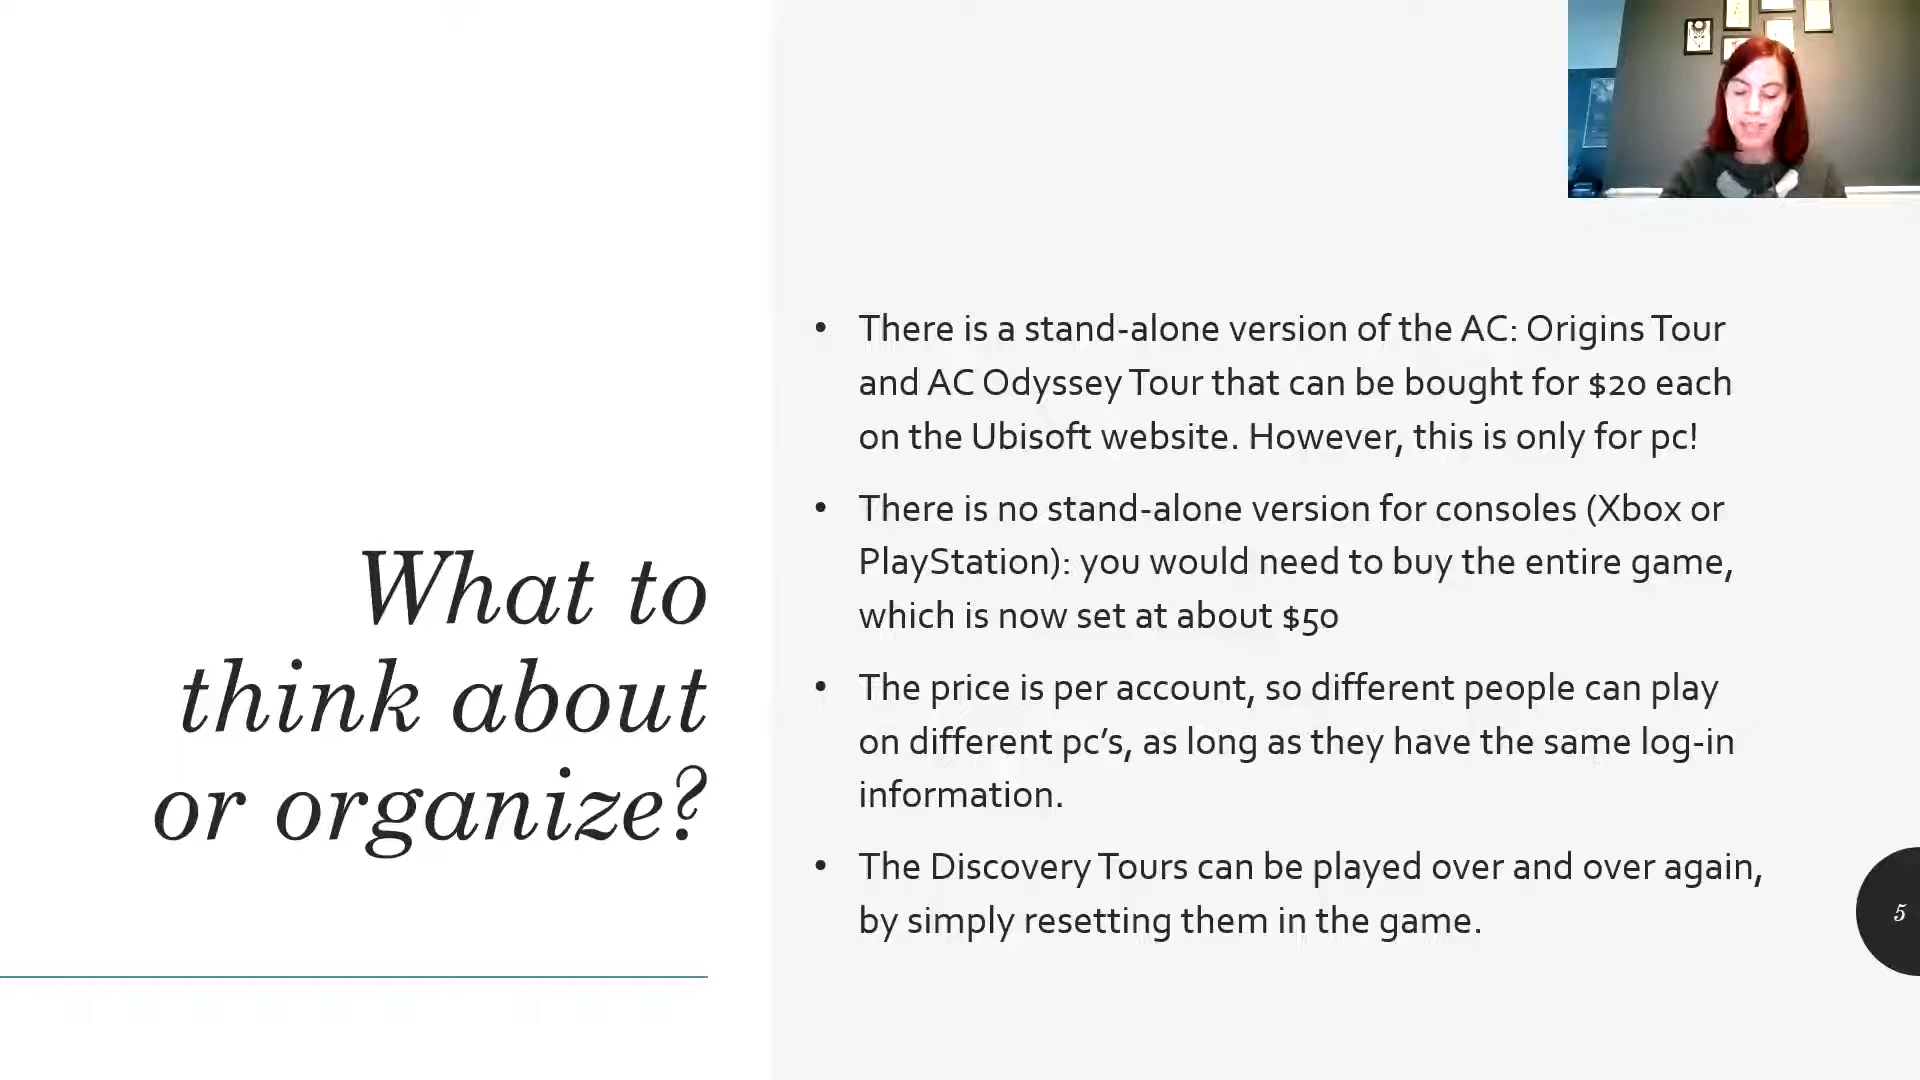 What to
think about
or organize?
• There is a stand-alone version of the AC: Origins Tour
and AC Odyssey Tour that can be bought for $20 each
on the Ubisoft website. However, this is only for pc!
• There is no stand-alone version for consoles (Xbox or
PlayStation): you would need to buy the entire game,
which is now set at about $50
• The price is per account, so different people can play
on different pc’s, as long as they have the same log-in
information.
• The Discovery Tours can be played over and over again,
by simply resetting them in the game.
5